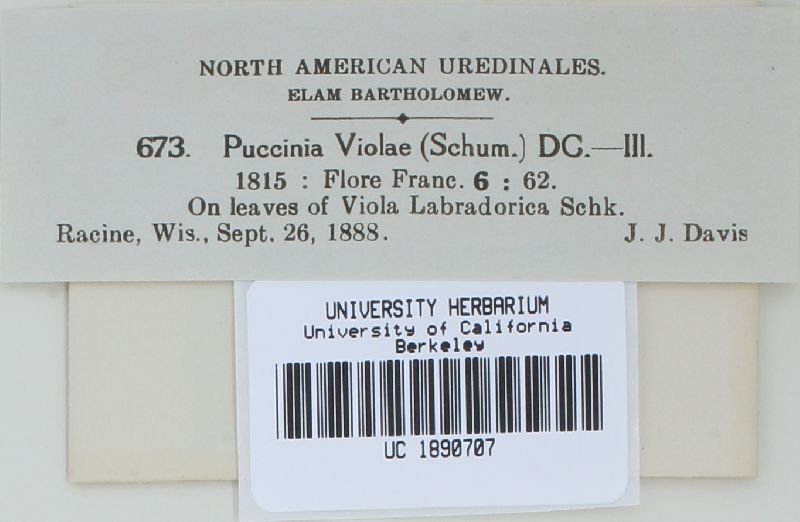 NORTH AMERICAN UREDINALES.
ELAM BARTHOLOMEW.
673. Puccinia Violae (Schum.) DC.—III.
1815 : Flore Franc. 6 : 62.
On leaves of Viola Labradorica Schk.
Racine, Wis., Sept. 26, 1888. J. J. Davis
UNIVERSITY HERBARIUM
University of California
Berkeley
UC 1890707